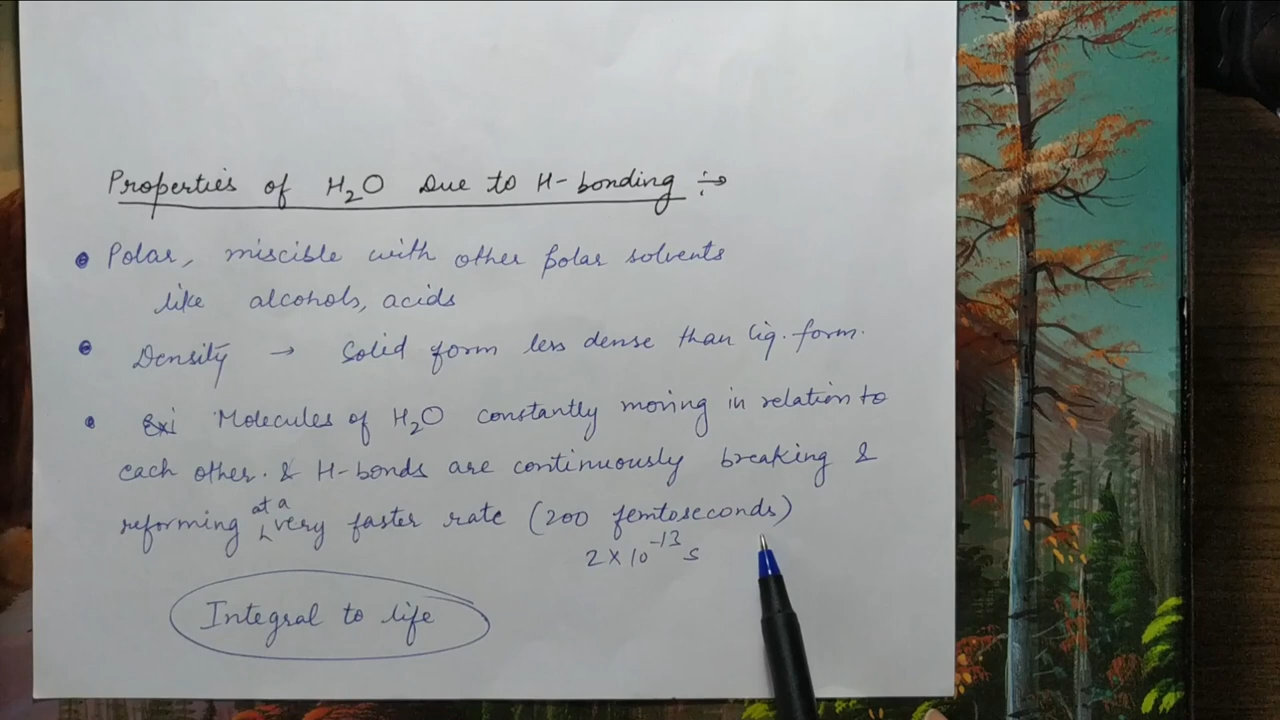 Properties of H₂O Due to H-bonding :→
• Polar, miscible with other polar solvents
like alcohols, acids
• Density → Solid form less dense than liq. form.
• Molecules of H₂O constantly moving in relation to
each other. & H-bonds are continuously breaking &
reforming at a very faster rate (200 femtoseconds)
2×10⁻¹³ s
Integral to life